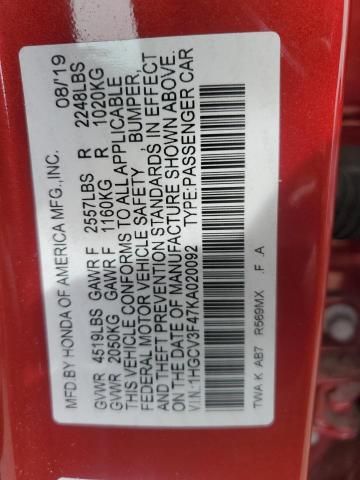 MFD.BY HONDA OF AMERICA MFG.,INC. 08/19
GVWR 4519LBS GAWR F 2557LBS R 2248LBS
GVWR 2050KG GAWR F 1160KG R 1020KG
THIS VEHICLE CONFORMS TO ALL APPLICABLE
FEDERAL MOTOR VEHICLE SAFETY, BUMPER,
AND THEFT PREVENTION STANDARDS IN EFFECT
ON THE DATE OF MANUFACTURE SHOWN ABOVE.
V.I.N.:1HGCV3F47KA020092 TYPE:PASSENGER CAR
TWA K AB7 R569MX .F .A